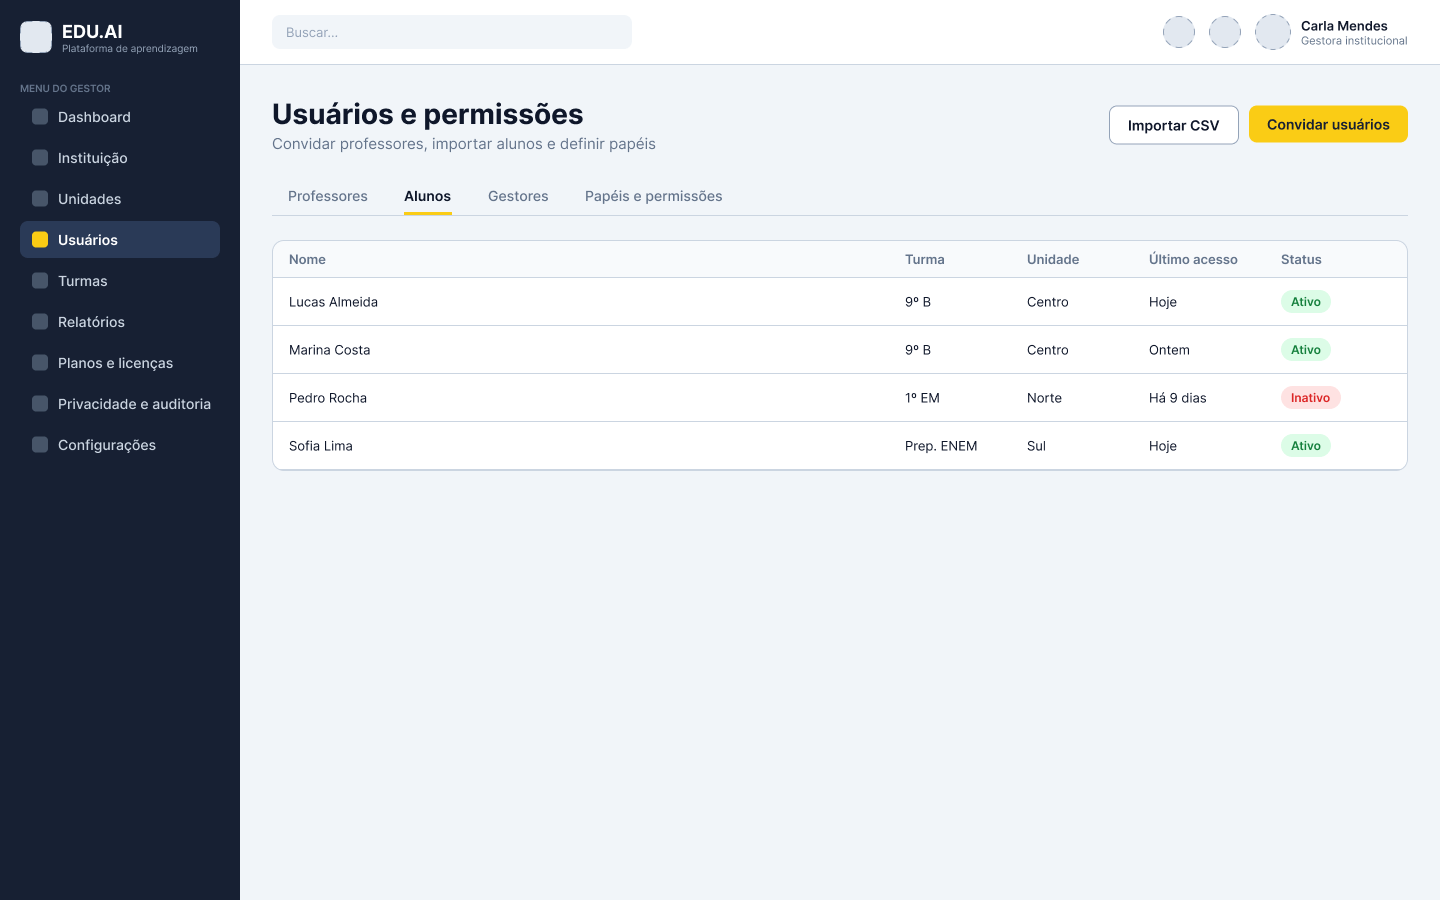 EDU.AI
Plataforma de aprendizagem
MENU DO GESTOR
Dashboard
Instituição
Unidades
Usuários
Turmas
Relatórios
Planos e licenças
Privacidade e auditoria
Configurações
Buscar...
Carla Mendes
Gestora institucional
Usuários e permissões
Convidar professores, importar alunos e definir papéis
Importar CSV
Convidar usuários
Professores Alunos Gestores Papéis e permissões
Nome Turma Unidade Último acesso Status
Lucas Almeida 9º B Centro Hoje Ativo
Marina Costa 9º B Centro Ontem Ativo
Pedro Rocha 1º EM Norte Há 9 dias Inativo
Sofia Lima Prep. ENEM Sul Hoje Ativo